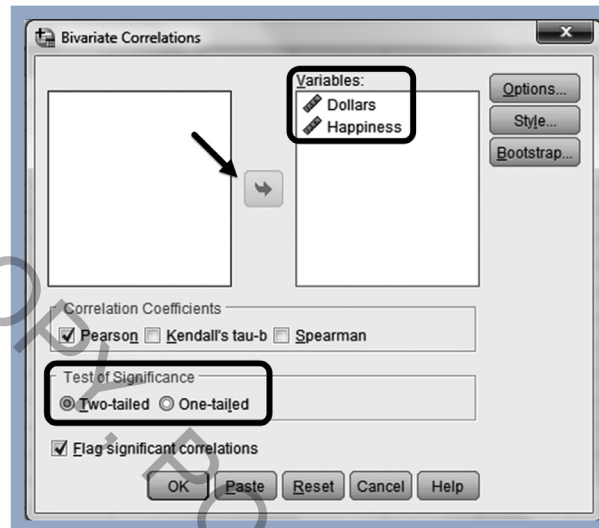 Bivariate Correlations
x
Variables:
Dollars
Happiness
Options...
Style...
Bootstrap...
Correlation Coefficients
Pearson Kendall's tau-b Spearman
Test of Significance
Two-tailed One-tailed
Flag significant correlations
OK Paste Reset Cancel Help
OPY,